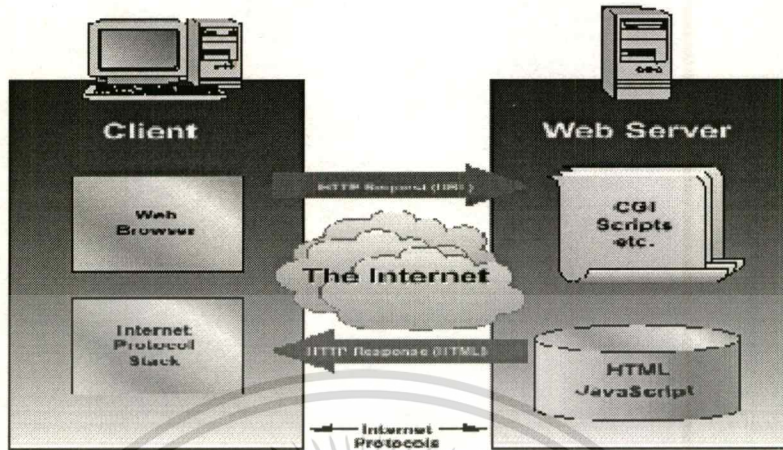 Client
Web Server
HTTP Request (URL)
Web
Browser
CGI
Scripts
etc.
The Internet
Internet
Protocol
Stack
HTTP Response (HTML)
HTML
JavaScript
Internet
Protocols